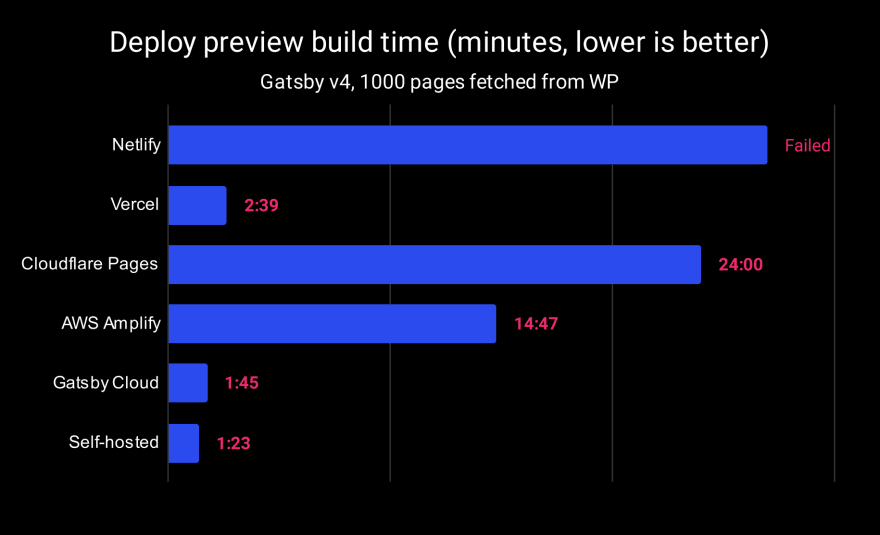 Deploy preview build time (minutes, lower is better)
Gatsby v4, 1000 pages fetched from WP
Netlify Failed
Vercel 2:39
Cloudflare Pages 24:00
AWS Amplify 14:47
Gatsby Cloud 1:45
Self-hosted 1:23